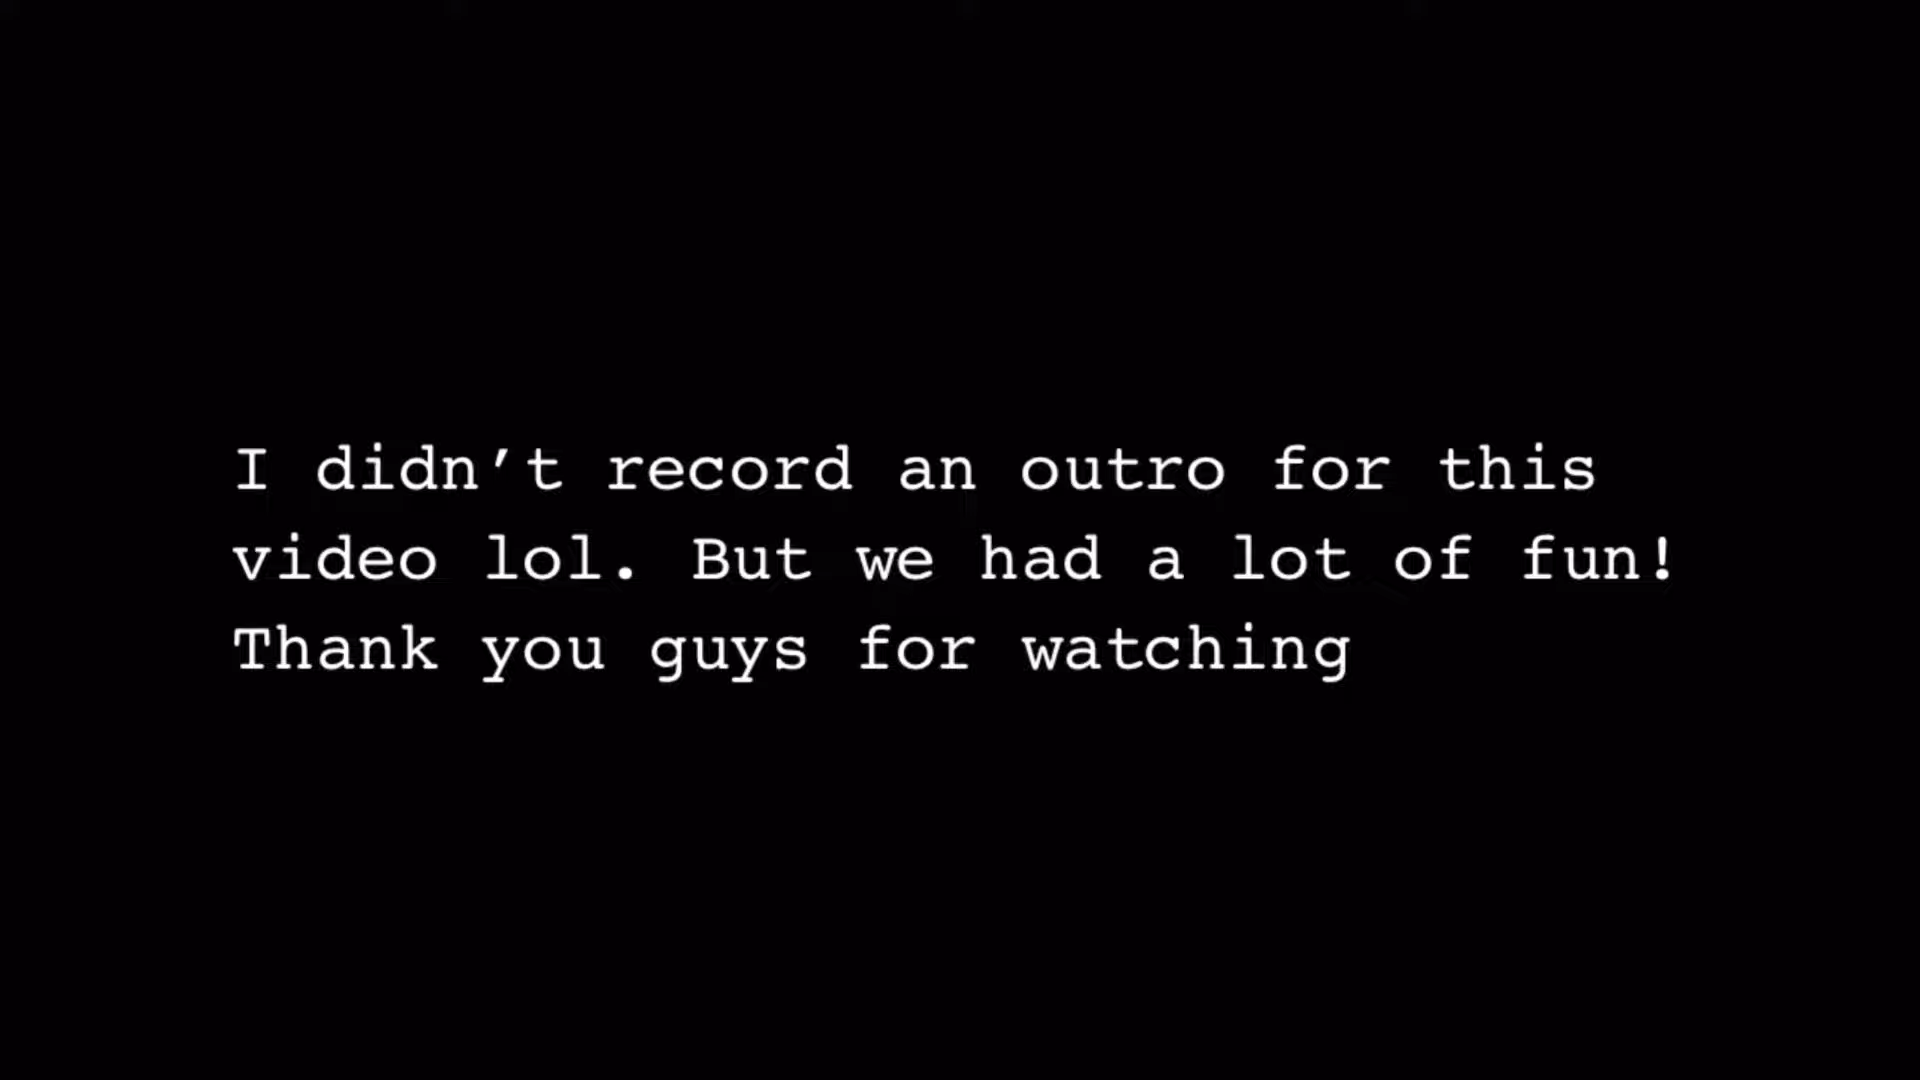 I didn’t record an outro for this
video lol. But we had a lot of fun!
Thank you guys for watching